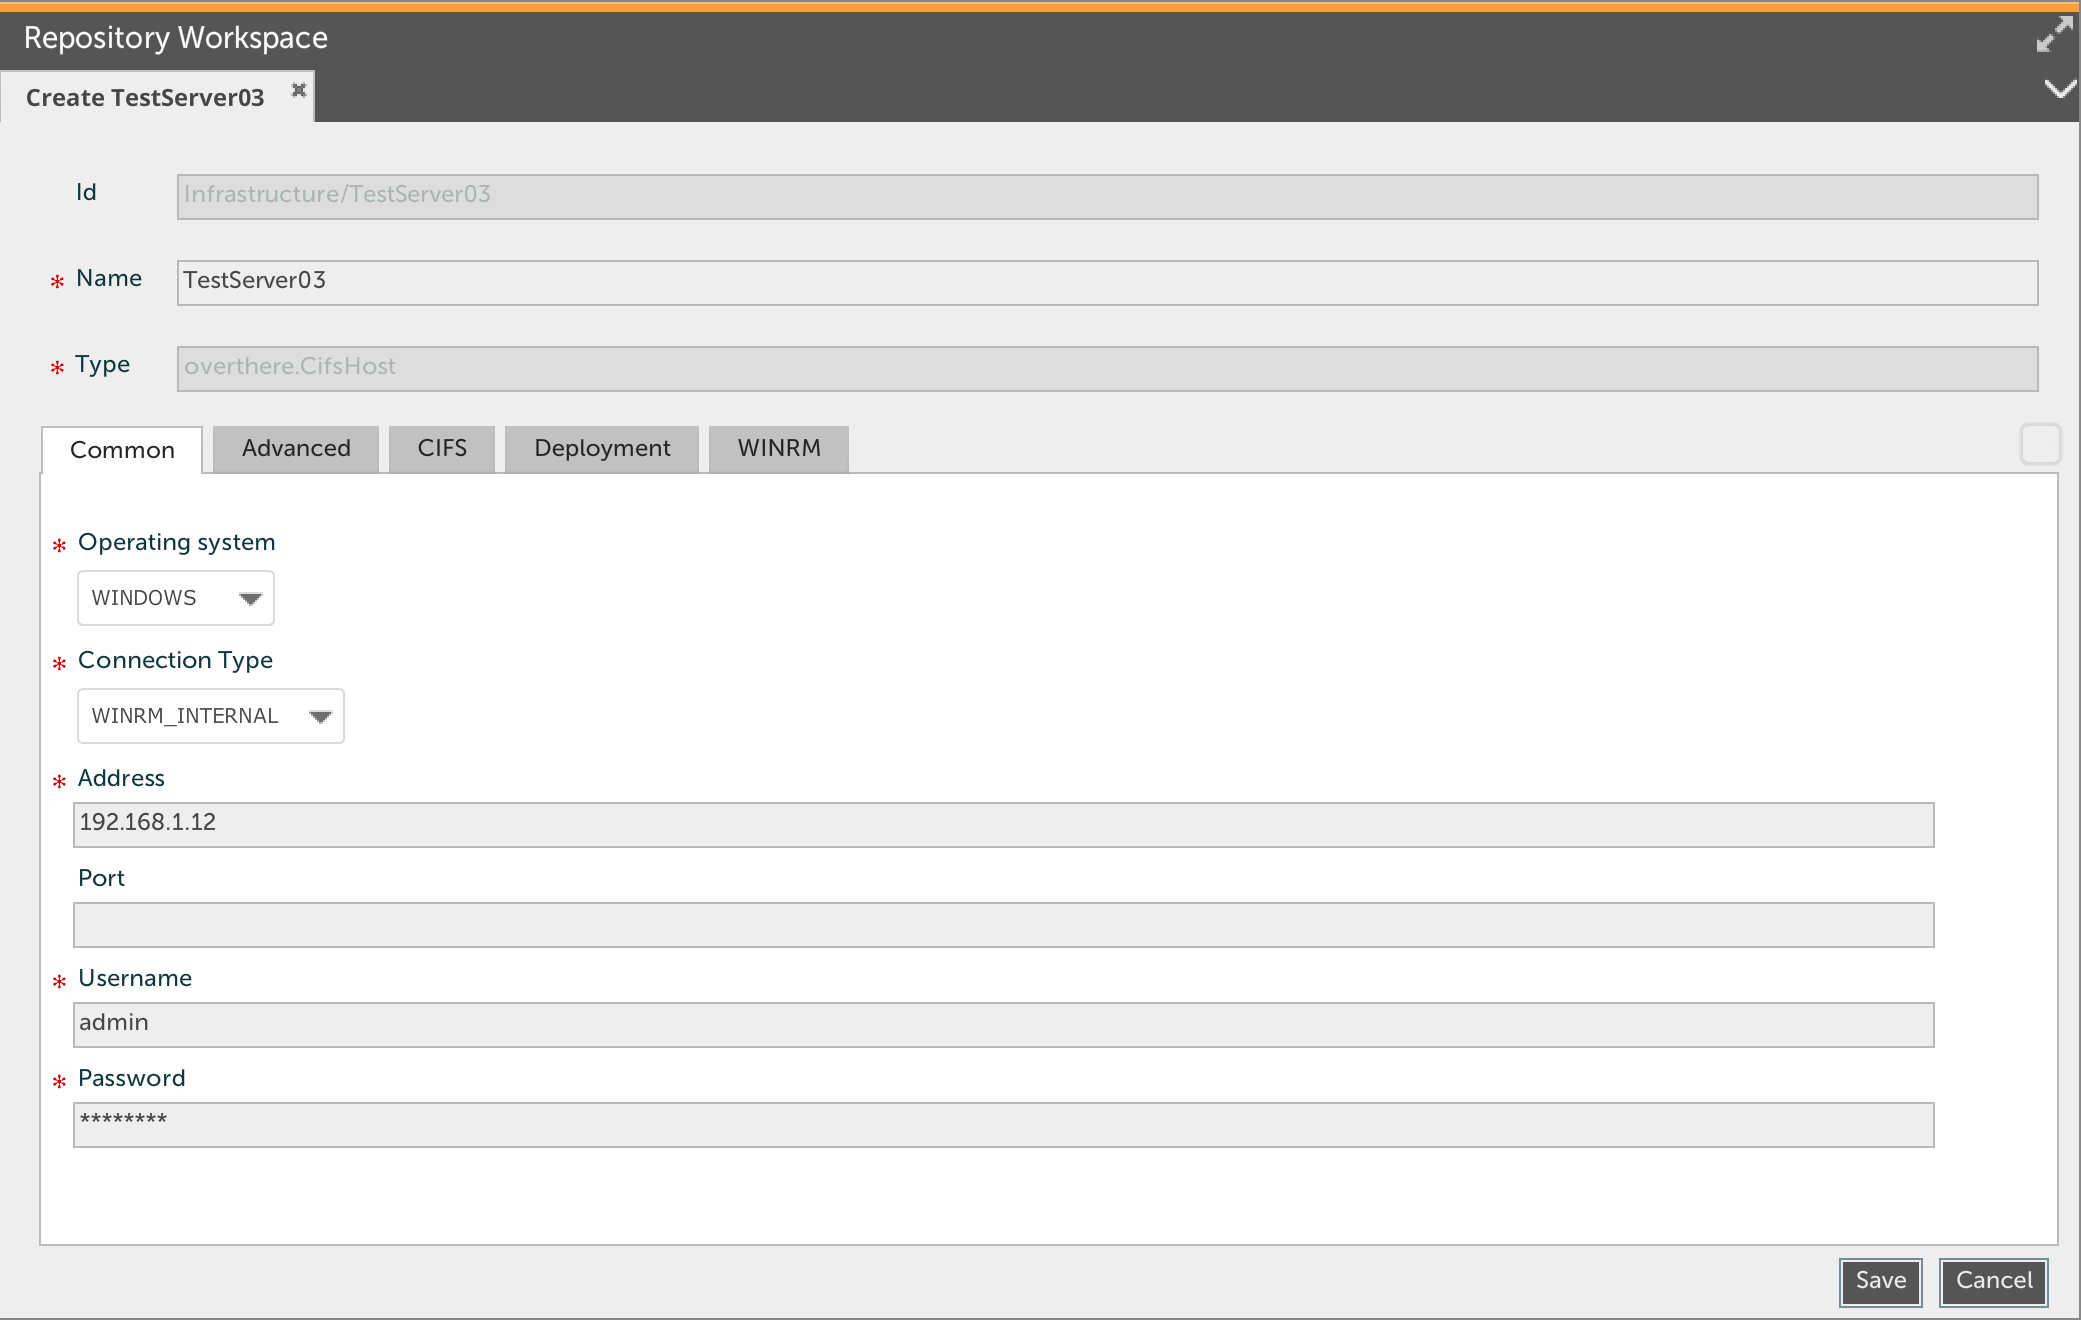 Repository Workspace
Create TestServer03
Id
Infrastructure/TestServer03
* Name
TestServer03
* Type
overthere.CifsHost
Common Advanced CIFS Deployment WINRM
* Operating system
WINDOWS
* Connection Type
WINRM_INTERNAL
* Address
192.168.1.12
Port
* Username
admin
* Password
********
Save Cancel